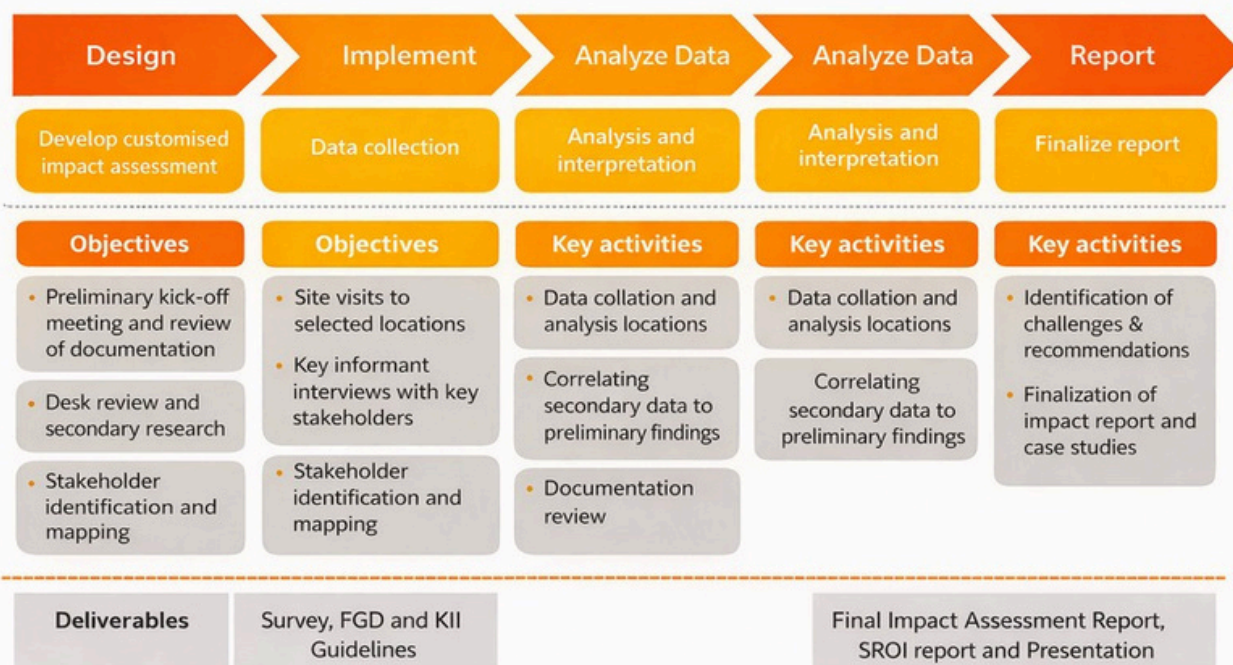 Design
Implement
Analyze Data
Analyze Data
Report
Develop customised
impact assessment
Data collection
Analysis and
interpretation
Analysis and
interpretation
Finalize report
Objectives
• Preliminary kick-off
meeting and review
of documentation
• Desk review and
secondary research
• Stakeholder
identification and
mapping
Objectives
• Site visits to
selected locations
• Key informant
interviews with key
stakeholders
• Stakeholder
identification and
mapping
Key activities
• Data collation and
analysis locations
• Correlating
secondary data to
preliminary findings
• Documentation
review
Key activities
• Data collation and
analysis locations
Correlating
secondary data to
preliminary findings
Key activities
• Identification of
challenges &
recommendations
• Finalization of
impact report and
case studies
Deliverables
Survey, FGD and KII
Guidelines
Final Impact Assessment Report,
SROI report and Presentation